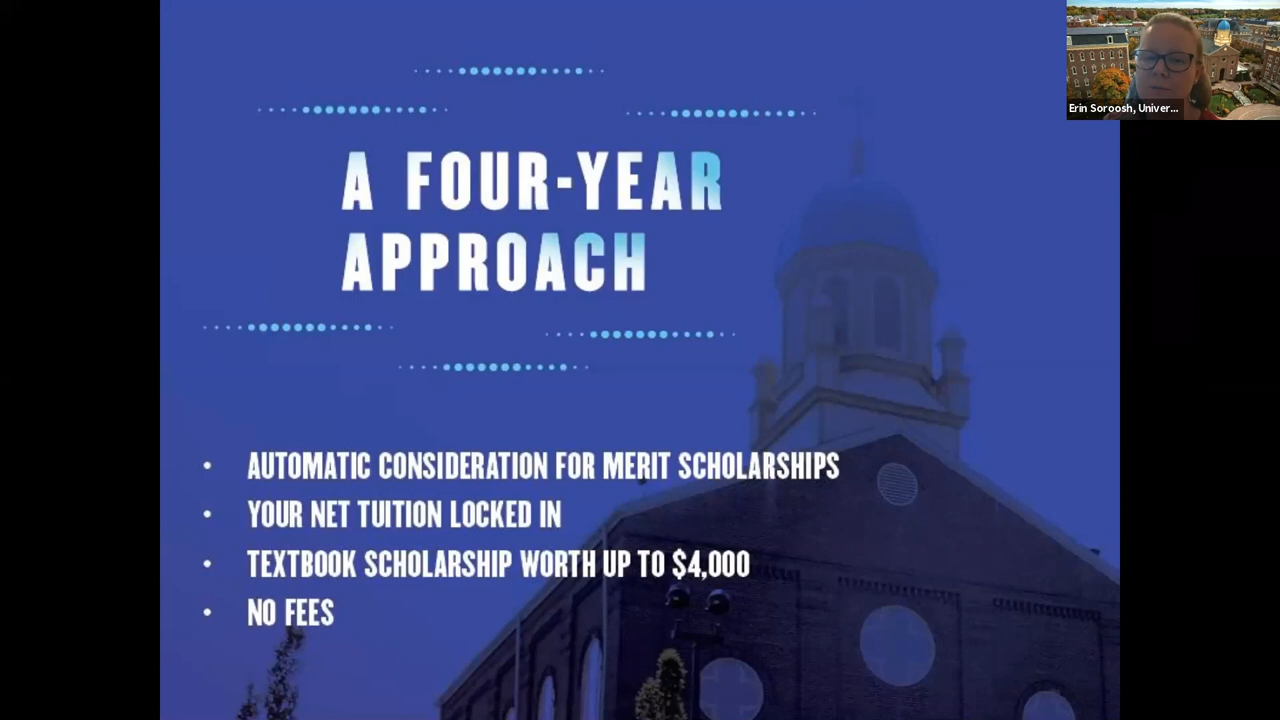 Erin Soroosh, Univer...
A FOUR-YEAR
APPROACH
• AUTOMATIC CONSIDERATION FOR MERIT SCHOLARSHIPS
• YOUR NET TUITION LOCKED IN
• TEXTBOOK SCHOLARSHIP WORTH UP TO $4,000
• NO FEES